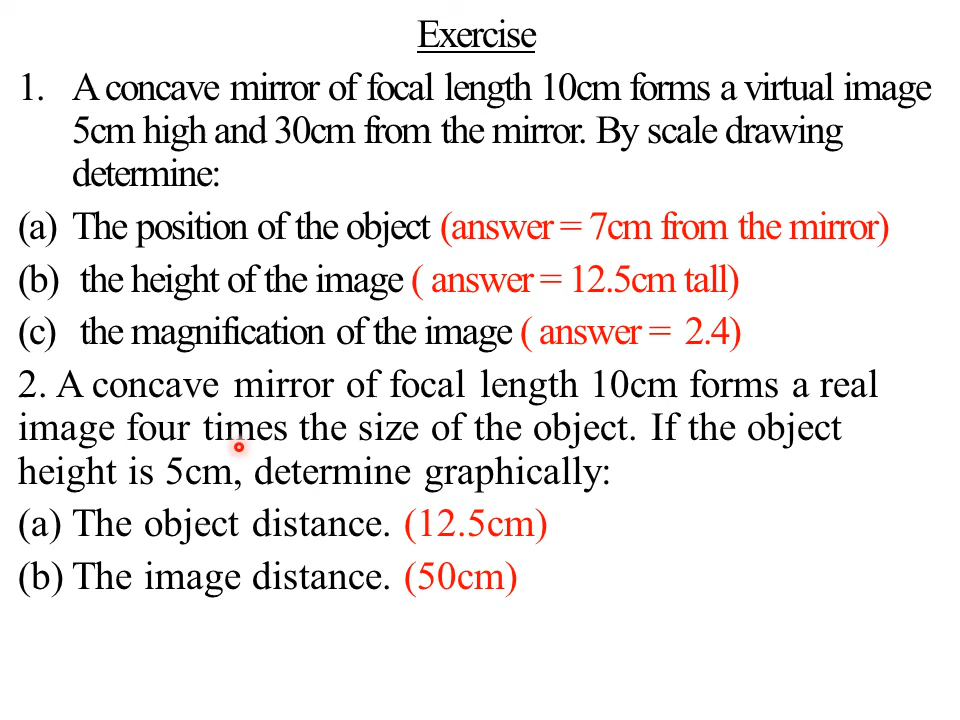 Exercise
1. A concave mirror of focal length 10cm forms a virtual image
5cm high and 30cm from the mirror. By scale drawing
determine:
(a) The position of the object (answer = 7cm from the mirror)
(b) the height of the image ( answer = 12.5cm tall)
(c) the magnification of the image ( answer = 2.4)
2. A concave mirror of focal length 10cm forms a real
image four times the size of the object. If the object
height is 5cm, determine graphically:
(a) The object distance. (12.5cm)
(b) The image distance. (50cm)